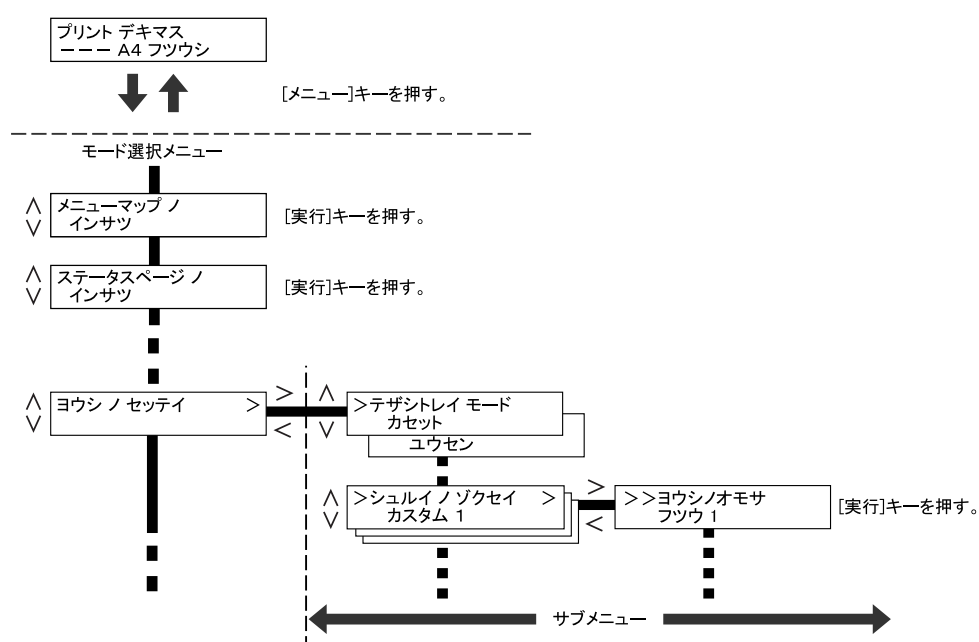 プリント デキマス
ーーー A4 フツウシ
[メニュー]キーを押す。
モード選択メニュー
∧
∨
メニューマップ ノ
インサツ
[実行]キーを押す。
∧
∨
ステータスページ ノ
インサツ
[実行]キーを押す。
∧
∨
ヨウシ ノ セッテイ >
>
<
∧
∨
>テザシトレイ モード
カセット
ユウセン
∧
∨
>シュルイ ノ ゾクセイ >
カスタム 1
>
<
>>ヨウシノオモサ
フツウ 1
[実行]キーを押す。
サブメニュー